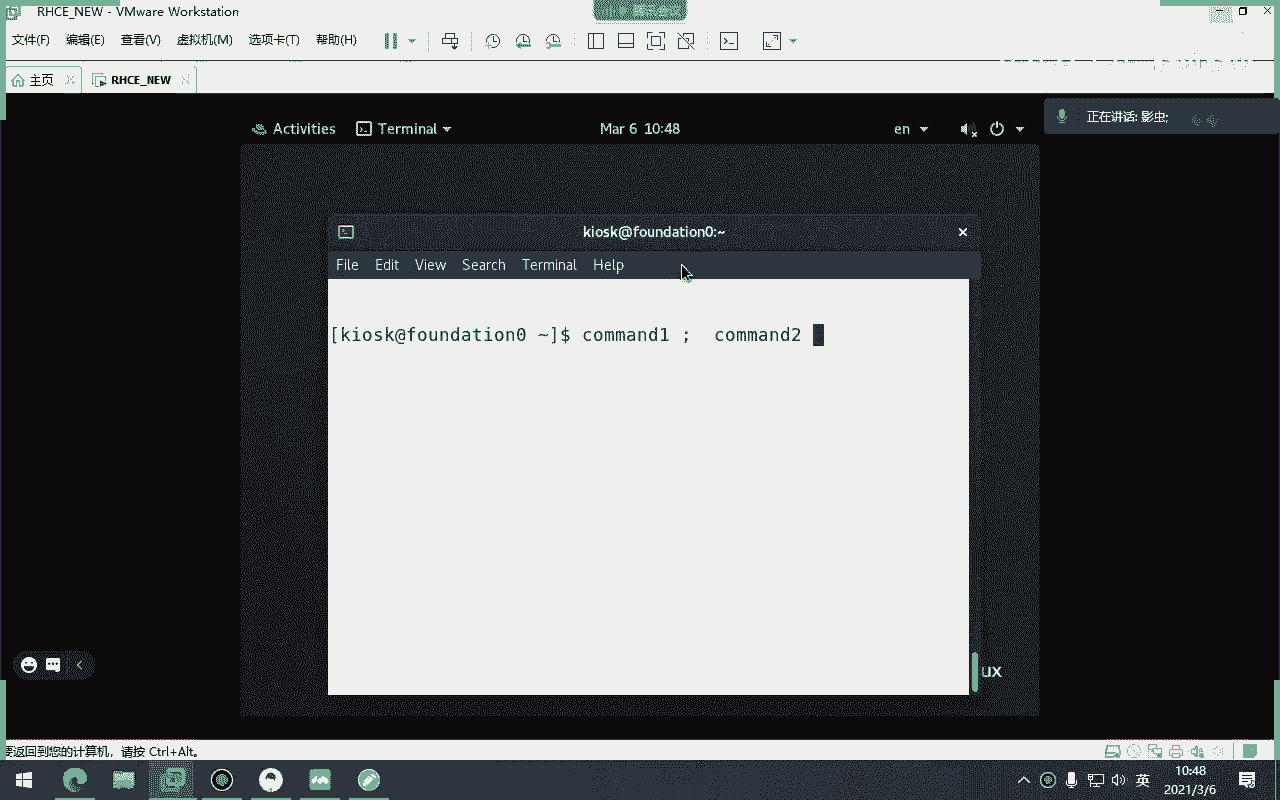 RHCE_NEW - VMware Workstation
文件(F) 编辑(E) 查看(V) 虚拟机(M) 选项卡(T) 帮助(H)
主页 RHCE_NEW
Activities Terminal Mar 6 10:48 en
正在讲话: 影虫;
kiosk@foundation0:~
File Edit View Search Terminal Help
[kiosk@foundation0 ~]$ command1 ; command2
ux
要返回到您的计算机，请按 Ctrl+Alt。
英
10:48
2021/3/6